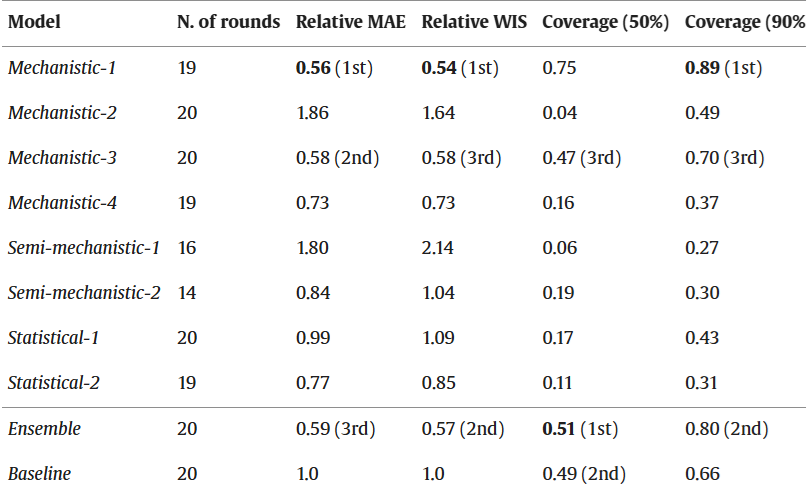 Model N. of rounds Relative MAE Relative WIS Coverage (50%) Coverage (90%
Mechanistic-1 19 0.56 (1st) 0.54 (1st) 0.75 0.89 (1st)
Mechanistic-2 20 1.86 1.64 0.04 0.49
Mechanistic-3 20 0.58 (2nd) 0.58 (3rd) 0.47 (3rd) 0.70 (3rd)
Mechanistic-4 19 0.73 0.73 0.16 0.37
Semi-mechanistic-1 16 1.80 2.14 0.06 0.27
Semi-mechanistic-2 14 0.84 1.04 0.19 0.30
Statistical-1 20 0.99 1.09 0.17 0.43
Statistical-2 19 0.77 0.85 0.11 0.31
Ensemble 20 0.59 (3rd) 0.57 (2nd) 0.51 (1st) 0.80 (2nd)
Baseline 20 1.0 1.0 0.49 (2nd) 0.66